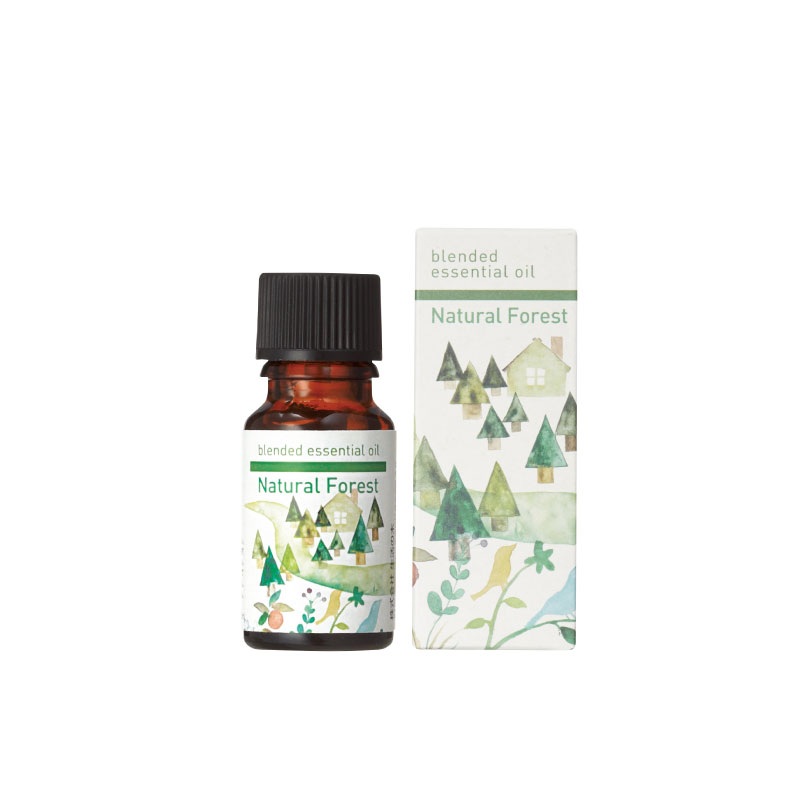 blended
essential oil
Natural Forest
blended essential oil
Natural Forest